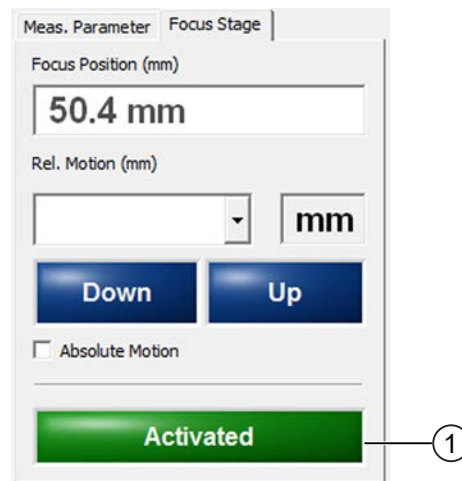 Meas. Parameter Focus Stage
Focus Position (mm)
50.4 mm
Rel. Motion (mm)
mm
Down Up
Absolute Motion
Activated 1